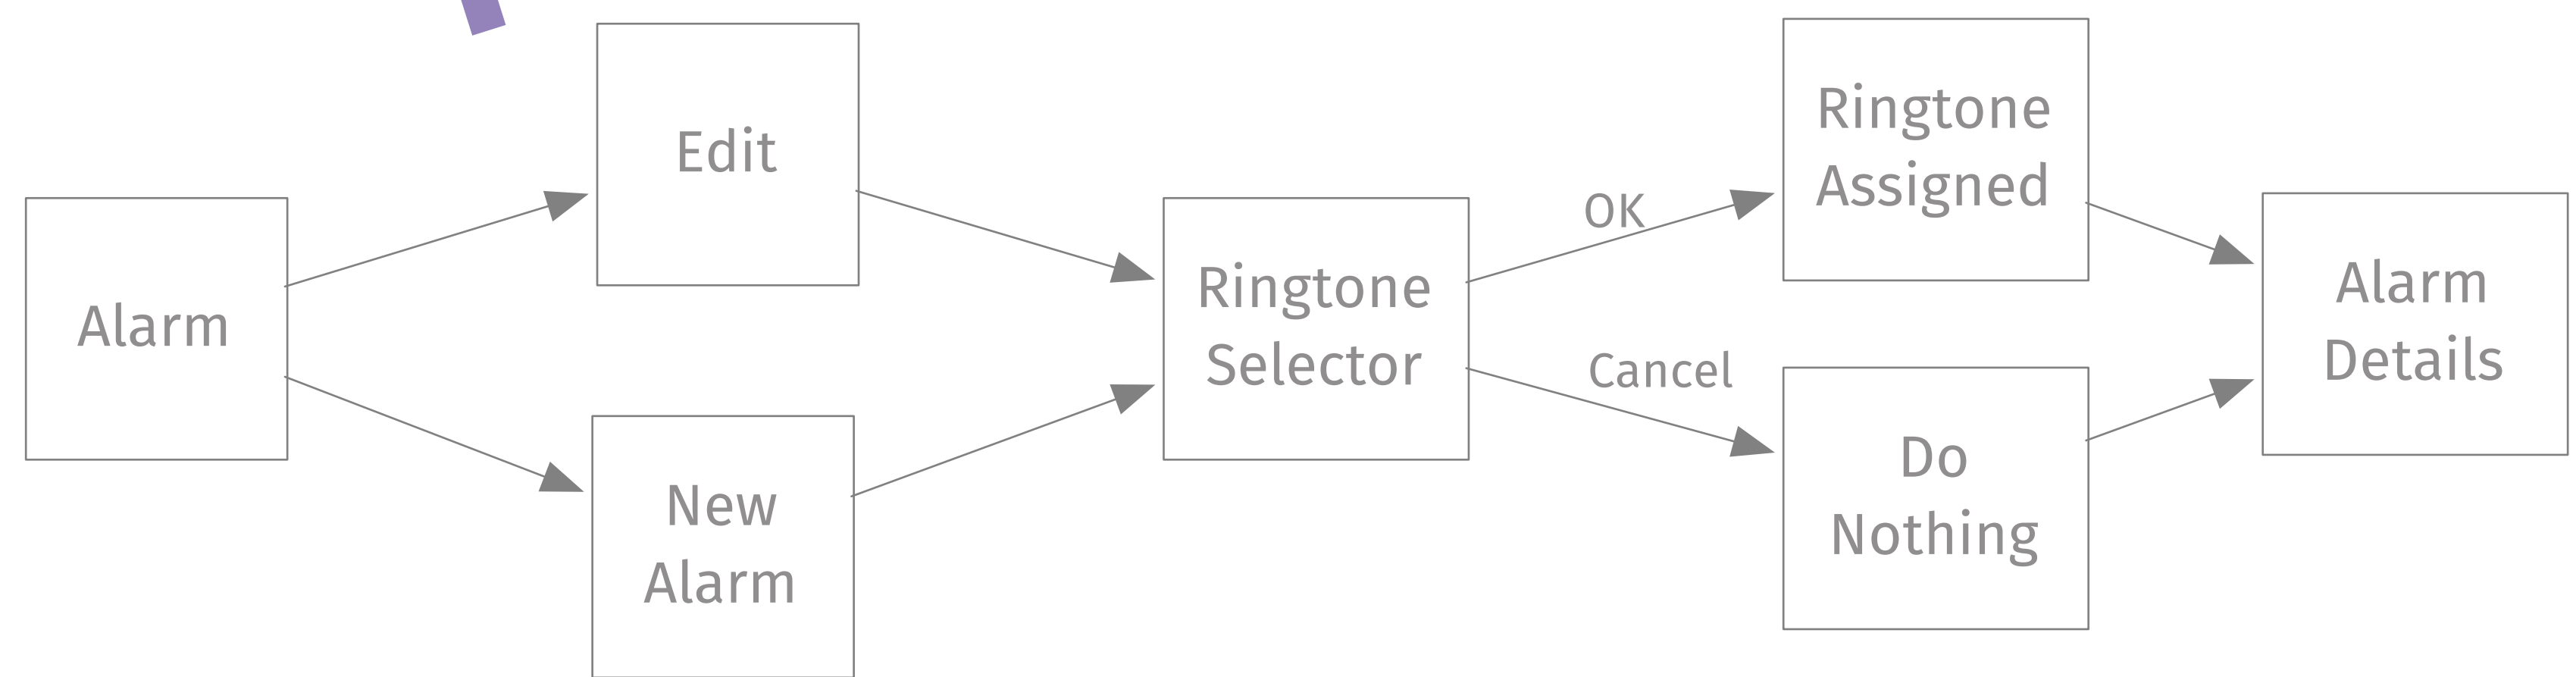 Alarm
Edit
New
Alarm
Ringtone
Selector
OK
Cancel
Ringtone
Assigned
Do
Nothing
Alarm
Details